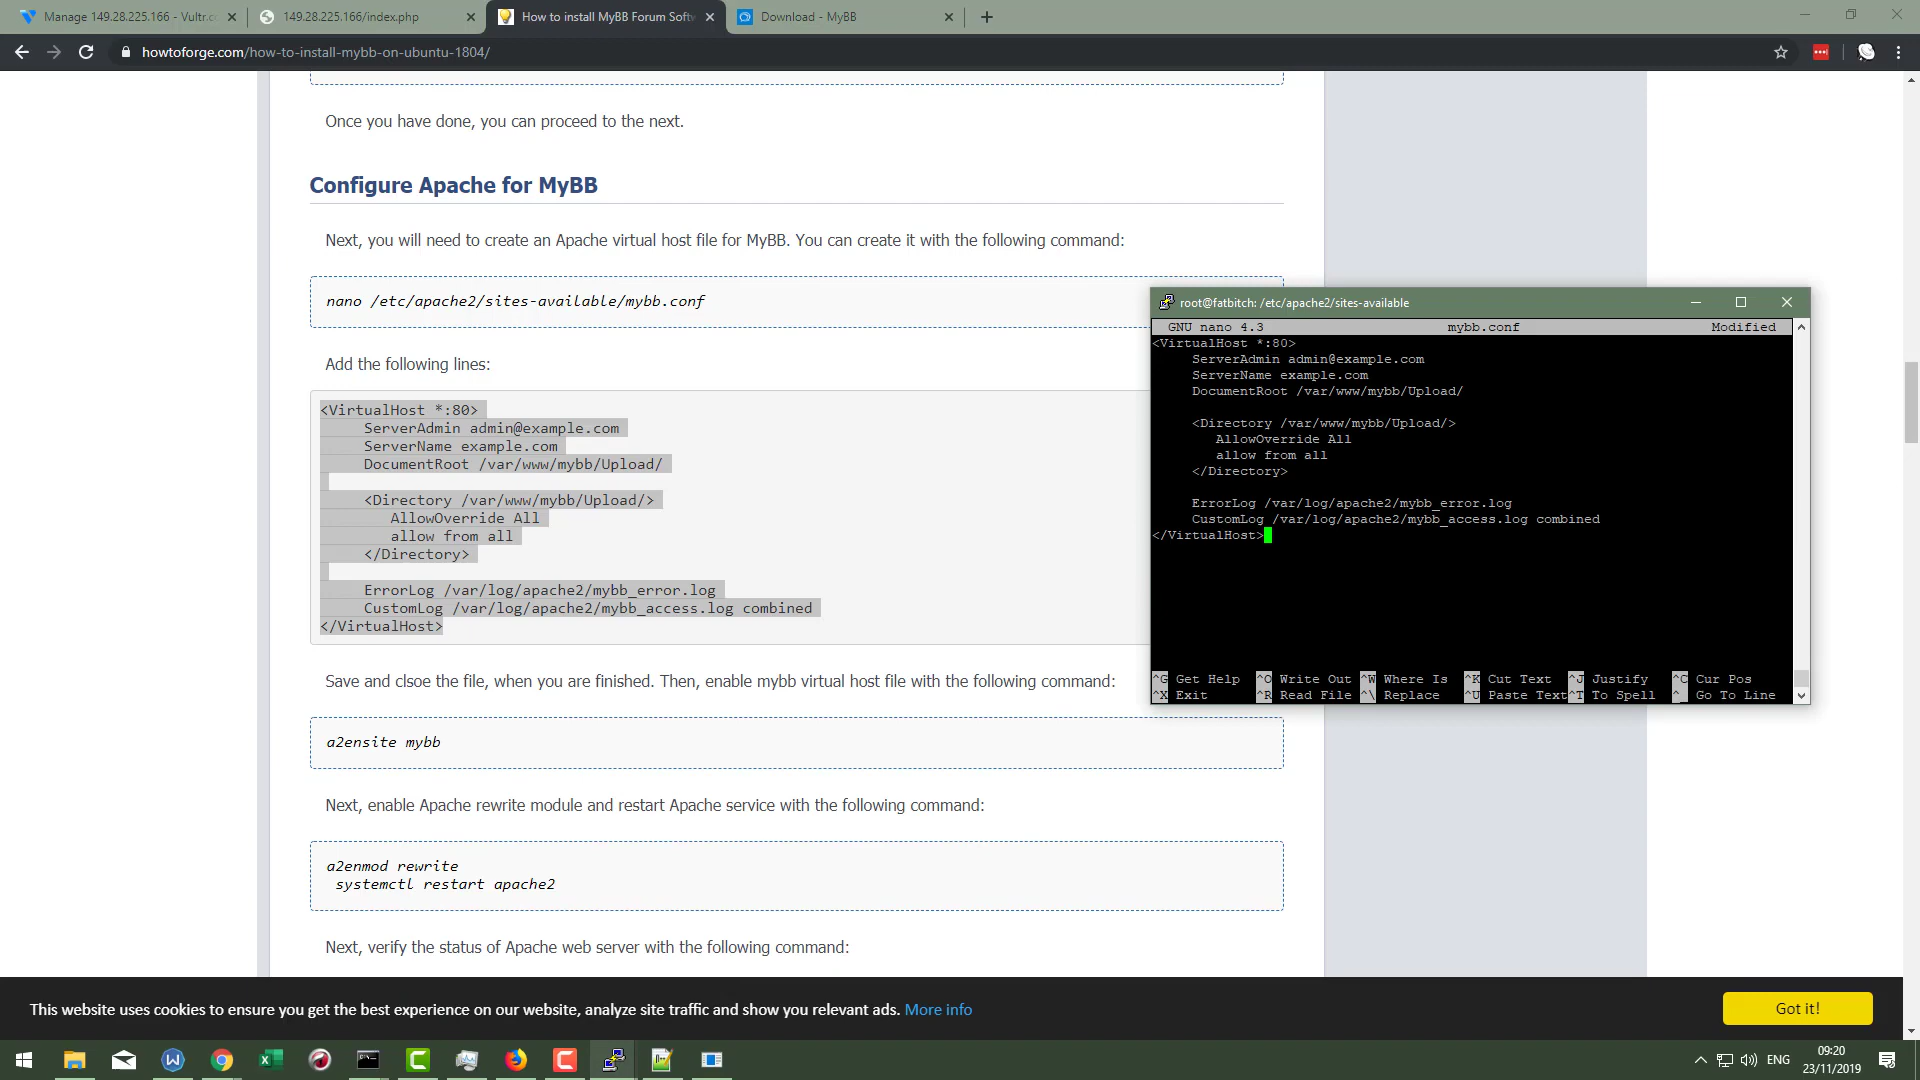 Manage 149.28.225.166 - Vultr.c
149.28.225.166/index.php
How to install MyBB Forum Softw
Download - MyBB
howtoforge.com/how-to-install-mybb-on-ubuntu-1804/
Once you have done, you can proceed to the next.
Configure Apache for MyBB
Next, you will need to create an Apache virtual host file for MyBB. You can create it with the following command:
nano /etc/apache2/sites-available/mybb.conf
Add the following lines:
<VirtualHost *:80>
ServerAdmin admin@example.com
ServerName example.com
DocumentRoot /var/www/mybb/Upload/
<Directory /var/www/mybb/Upload/>
AllowOverride All
allow from all
</Directory>
ErrorLog /var/log/apache2/mybb_error.log
CustomLog /var/log/apache2/mybb_access.log combined
</VirtualHost>
Save and clsoe the file, when you are finished. Then, enable mybb virtual host file with the following command:
a2ensite mybb
Next, enable Apache rewrite module and restart Apache service with the following command:
a2enmod rewrite
systemctl restart apache2
Next, verify the status of Apache web server with the following command:
root@fatbitch: /etc/apache2/sites-available
GNU nano 4.3 mybb.conf Modified
<VirtualHost *:80>
ServerAdmin admin@example.com
ServerName example.com
DocumentRoot /var/www/mybb/Upload/
<Directory /var/www/mybb/Upload/>
AllowOverride All
allow from all
</Directory>
ErrorLog /var/log/apache2/mybb_error.log
CustomLog /var/log/apache2/mybb_access.log combined
</VirtualHost>
^G Get Help ^O Write Out ^W Where Is ^K Cut Text ^J Justify ^C Cur Pos
^X Exit ^R Read File ^\ Replace ^U Paste Text ^T To Spell ^_ Go To Line
This website uses cookies to ensure you get the best experience on our website, analyze site traffic and show you relevant ads. More info
Got it!
ENG
09:20
23/11/2019